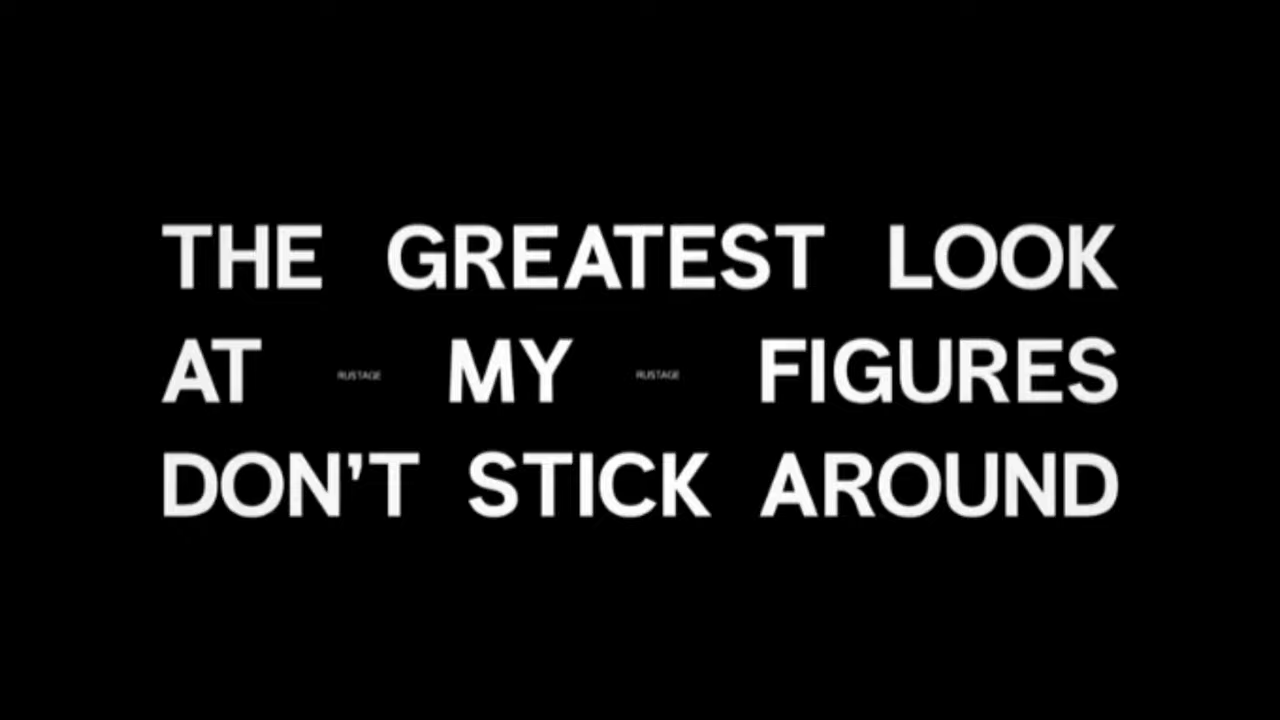 THE GREATEST LOOK
AT RUSTAGE MY RUSTAGE FIGURES
DON'T STICK AROUND